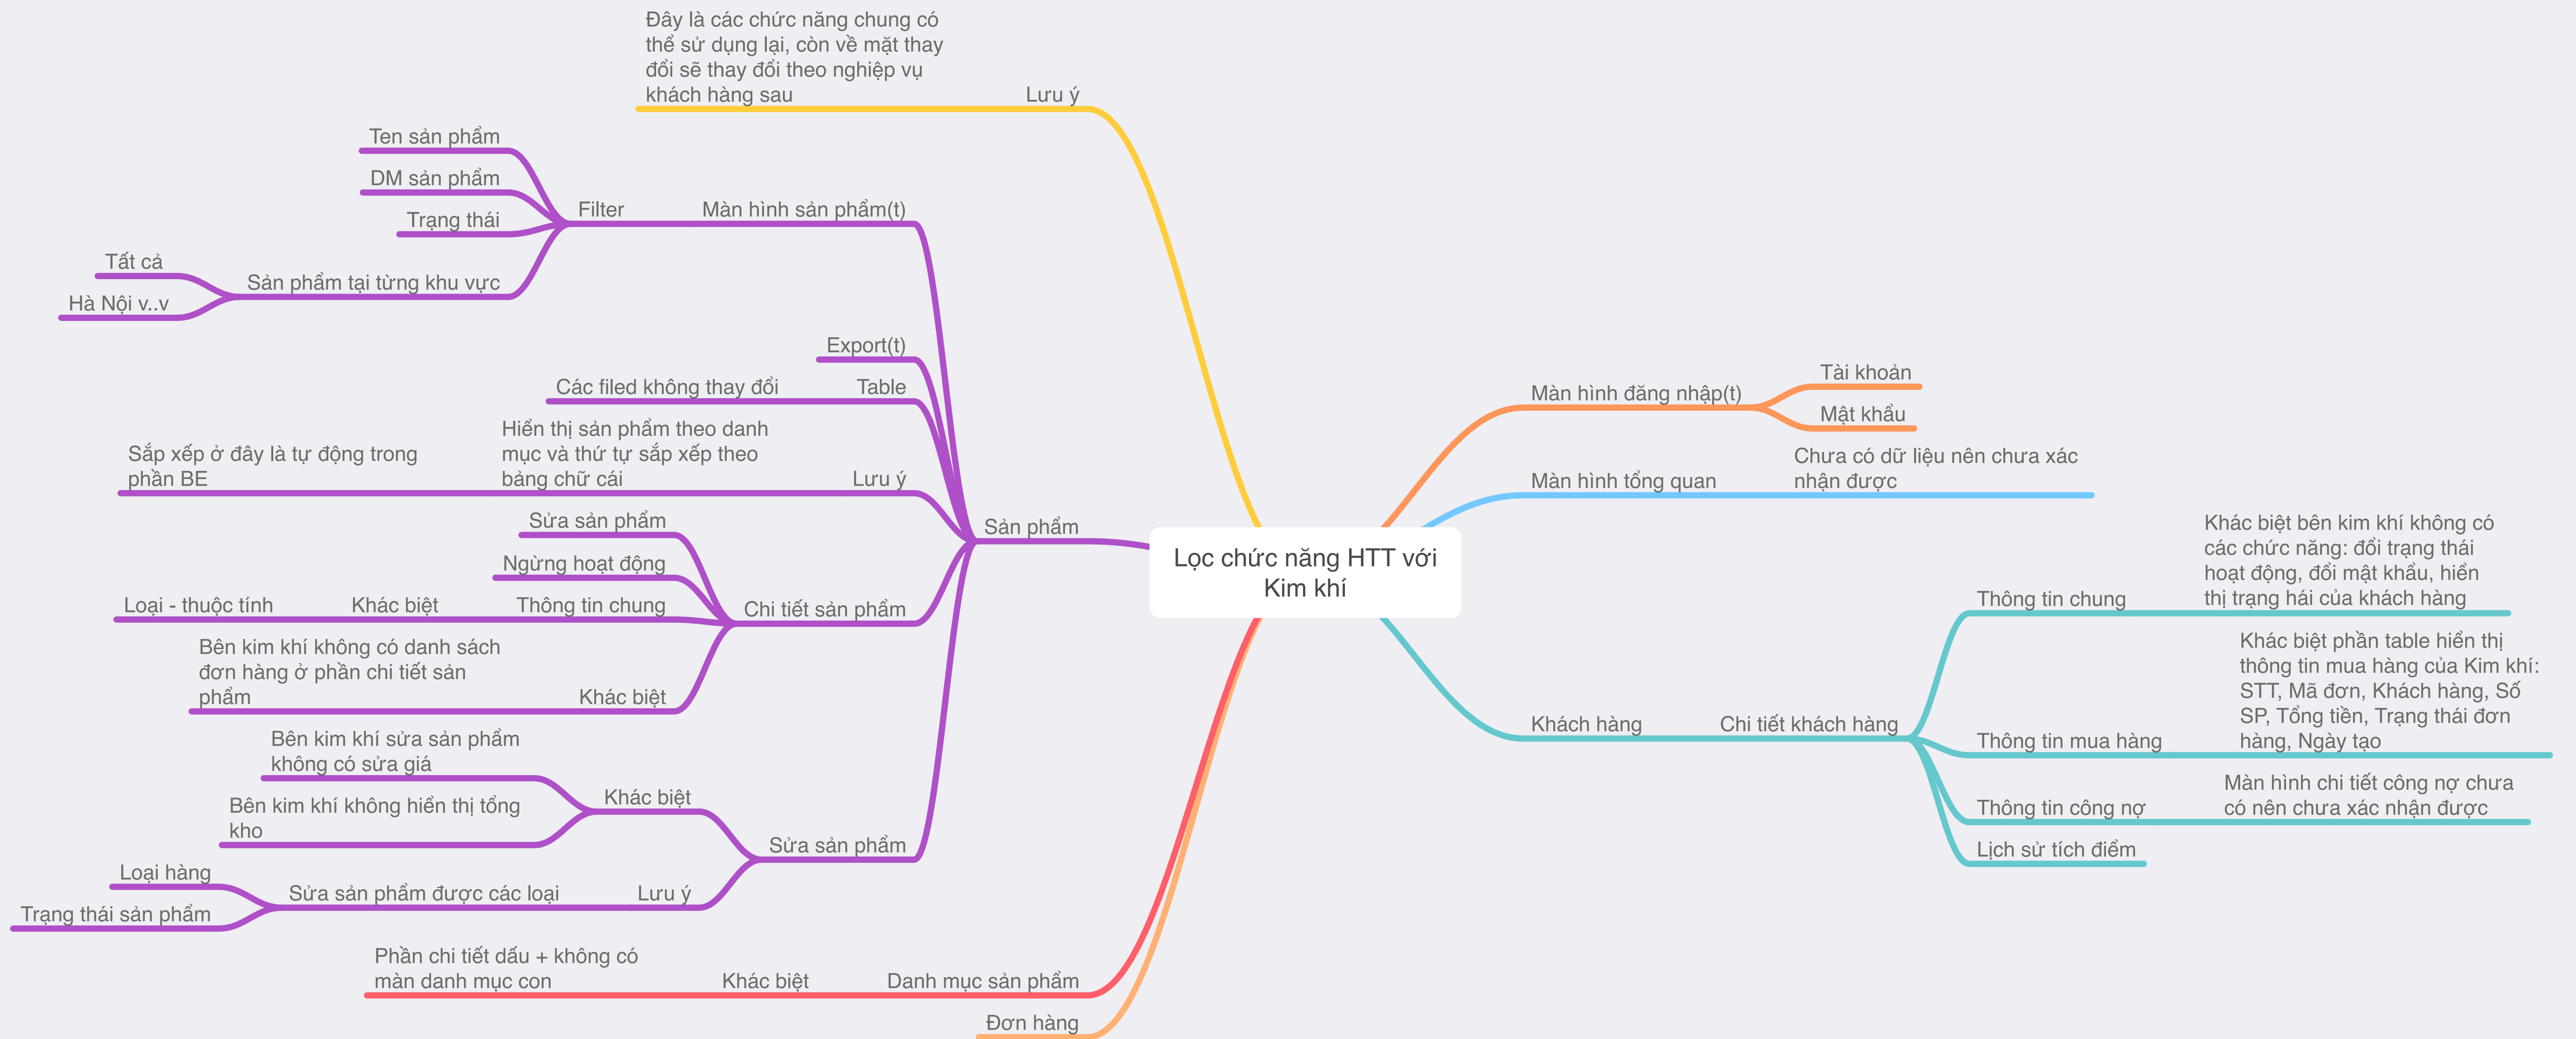 Đây là các chức năng chung có
thể sử dụng lại, còn về mặt thay
đổi sẽ thay đổi theo nghiệp vụ
khách hàng sau
Lưu ý
Ten sản phẩm
DM sản phẩm
Trạng thái
Tất cả
Hà Nội v..v
Sản phẩm tại từng khu vực
Filter
Màn hình sản phẩm(t)
Export(t)
Các filed không thay đổi
Table
Sắp xếp ở đây là tự động trong
phần BE
Hiển thị sản phẩm theo danh
mục và thứ tự sắp xếp theo
bảng chữ cái
Lưu ý
Sản phẩm
Sửa sản phẩm
Ngừng hoạt động
Loại - thuộc tính
Khác biệt
Thông tin chung
Chi tiết sản phẩm
Bên kim khí không có danh sách
đơn hàng ở phần chi tiết sản
phẩm
Khác biệt
Bên kim khí sửa sản phẩm
không có sửa giá
Bên kim khí không hiển thị tổng
kho
Khác biệt
Sửa sản phẩm
Loại hàng
Trạng thái sản phẩm
Sửa sản phẩm được các loại
Lưu ý
Phần chi tiết dấu + không có
màn danh mục con
Khác biệt
Danh mục sản phẩm
Đơn hàng
Lọc chức năng HTT với
Kim khí
Màn hình đăng nhập(t)
Tài khoản
Mật khẩu
Màn hình tổng quan
Chưa có dữ liệu nên chưa xác
nhận được
Khách hàng
Chi tiết khách hàng
Thông tin chung
Khác biệt bên kim khí không có
các chức năng: đổi trạng thái
hoạt động, đổi mật khẩu, hiển
thị trạng hái của khách hàng
Thông tin mua hàng
Khác biệt phần table hiển thị
thông tin mua hàng của Kim khí:
STT, Mã đơn, Khách hàng, Số
SP, Tổng tiền, Trạng thái đơn
hàng, Ngày tạo
Thông tin công nợ
Màn hình chi tiết công nợ chưa
có nên chưa xác nhận được
Lịch sử tích điểm